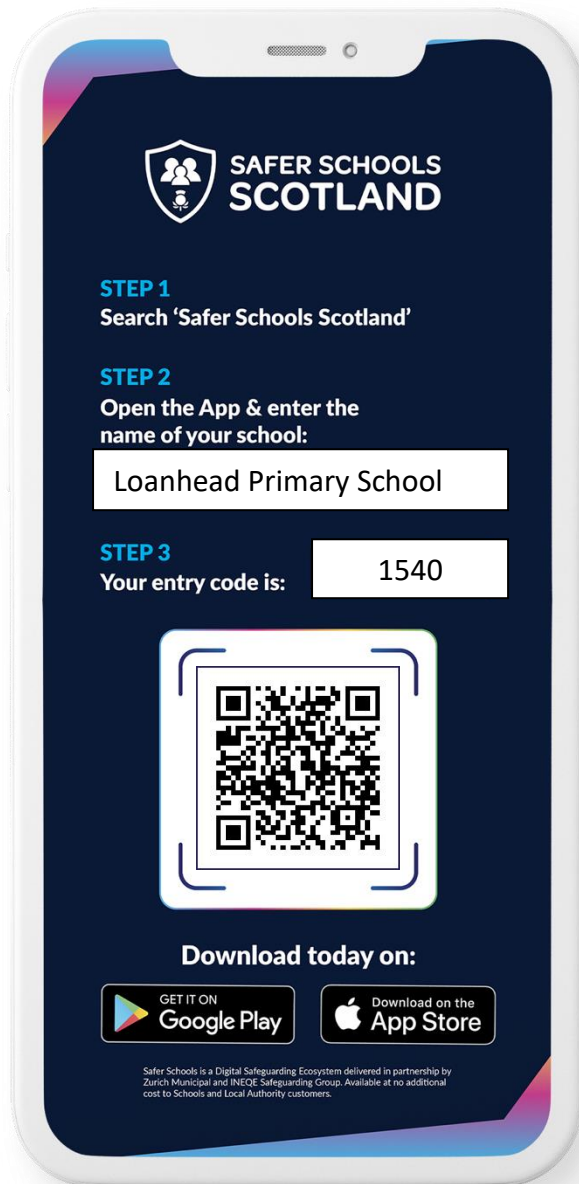 SAFER SCHOOLS
SCOTLAND
STEP 1
Search ‘Safer Schools Scotland’
STEP 2
Open the App & enter the
name of your school:
Loanhead Primary School
STEP 3
Your entry code is:
1540
Download today on:
GET IT ON
Google Play
Download on the
App Store
Safer Schools is a Digital Safeguarding Ecosystem delivered in partnership by
Zurich Municipal and INEQE Safeguarding Group. Available at no additional
cost to Schools and Local Authority customers.